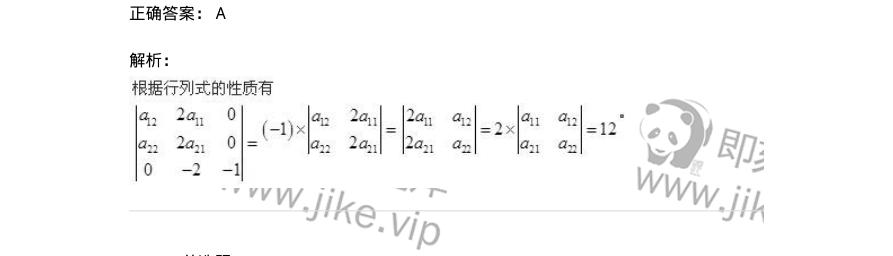 正确答案： A
解析：
根据行列式的性质有
|a12 2a11 0|
|a22 2a21 0|
|0 -2 -1| = (-1)× |a12 2a11; a22 2a21| = |2a11 a12; 2a21 a22| = 2× |a11 a12; a21 a22| = 12。
即
www.jik
www.jike.vip